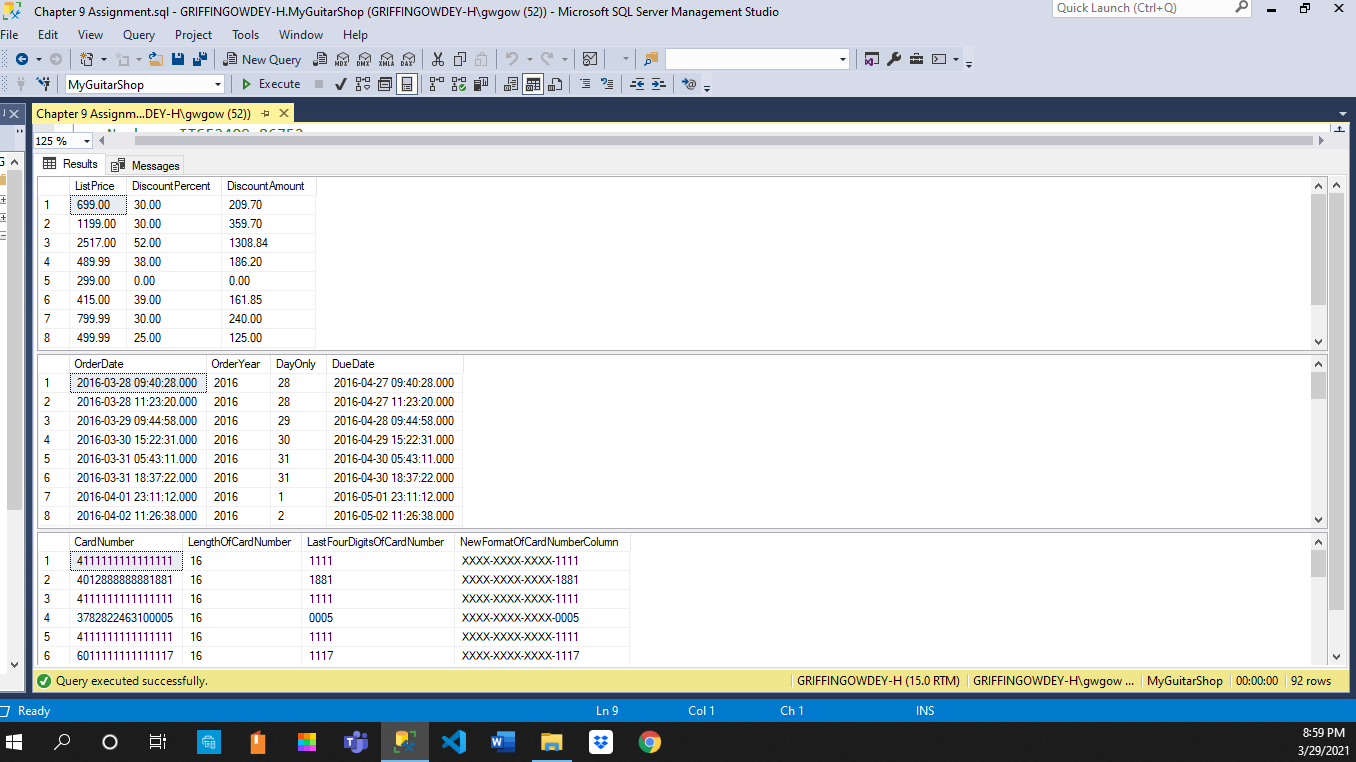 Chapter 9 Assignment.sql - GRIFFINGOWDEY-H.MyGuitarShop (GRIFFINGOWDEY-H\gwgow (52)) - Microsoft SQL Server Management Studio
Quick Launch (Ctrl+Q)
File Edit View Query Project Tools Window Help
New Query MDX DMX XMLA DAX
MyGuitarShop Execute
Chapter 9 Assignm...DEY-H\gwgow (52))
125 %
Results Messages
ListPrice DiscountPercent DiscountAmount
1 699.00 30.00 209.70
2 1199.00 30.00 359.70
3 2517.00 52.00 1308.84
4 489.99 38.00 186.20
5 299.00 0.00 0.00
6 415.00 39.00 161.85
7 799.99 30.00 240.00
8 499.99 25.00 125.00
OrderDate OrderYear DayOnly DueDate
1 2016-03-28 09:40:28.000 2016 28 2016-04-27 09:40:28.000
2 2016-03-28 11:23:20.000 2016 28 2016-04-27 11:23:20.000
3 2016-03-29 09:44:58.000 2016 29 2016-04-28 09:44:58.000
4 2016-03-30 15:22:31.000 2016 30 2016-04-29 15:22:31.000
5 2016-03-31 05:43:11.000 2016 31 2016-04-30 05:43:11.000
6 2016-03-31 18:37:22.000 2016 31 2016-04-30 18:37:22.000
7 2016-04-01 23:11:12.000 2016 1 2016-05-01 23:11:12.000
8 2016-04-02 11:26:38.000 2016 2 2016-05-02 11:26:38.000
CardNumber LengthOfCardNumber LastFourDigitsOfCardNumber NewFormatOfCardNumberColumn
1 4111111111111111 16 1111 XXXX-XXXX-XXXX-1111
2 4012888888881881 16 1881 XXXX-XXXX-XXXX-1881
3 4111111111111111 16 1111 XXXX-XXXX-XXXX-1111
4 3782822463100005 16 0005 XXXX-XXXX-XXXX-0005
5 4111111111111111 16 1111 XXXX-XXXX-XXXX-1111
6 6011111111111117 16 1117 XXXX-XXXX-XXXX-1117
Query executed successfully. GRIFFINGOWDEY-H (15.0 RTM) GRIFFINGOWDEY-H\gwgow ... MyGuitarShop 00:00:00 92 rows
Ready Ln 9 Col 1 Ch 1 INS
8:59 PM
3/29/2021